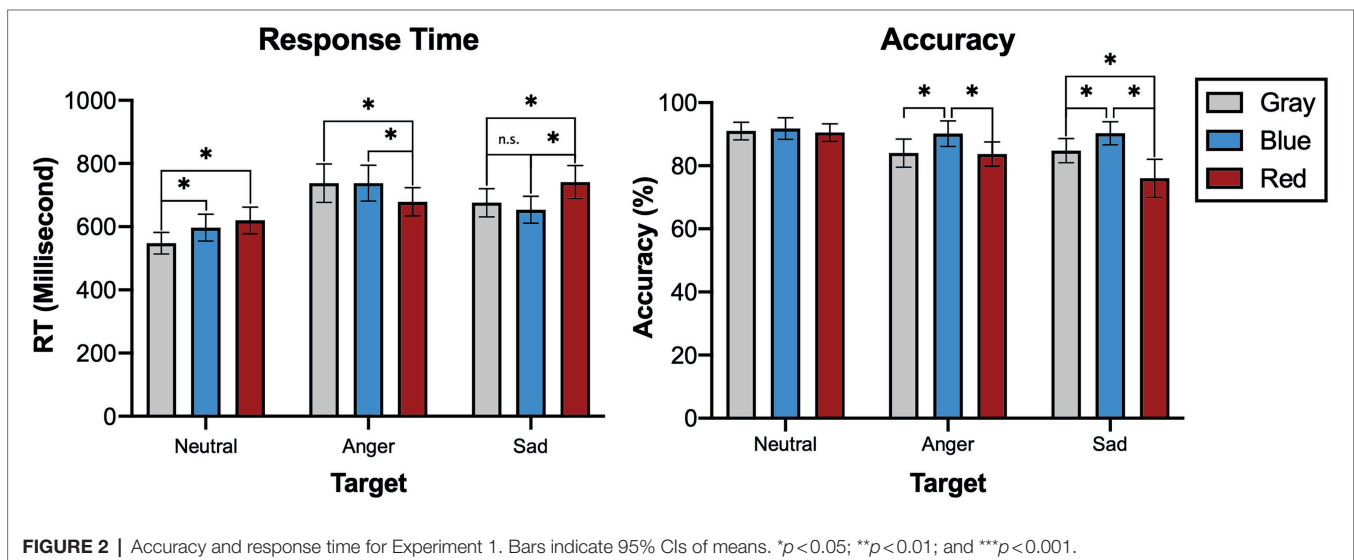 Response Time
Accuracy
1000
800
600
400
200
0
RT (Millisecond)
*
*
*
*
*
n.s.
*
Neutral
Anger
Sad
Target
100
80
60
40
20
0
Accuracy (%)
*
*
*
*
*
Neutral
Anger
Sad
Target
Gray
Blue
Red
FIGURE 2 | Accuracy and response time for Experiment 1. Bars indicate 95% CIs of means. *p<0.05; **p<0.01; and ***p<0.001.